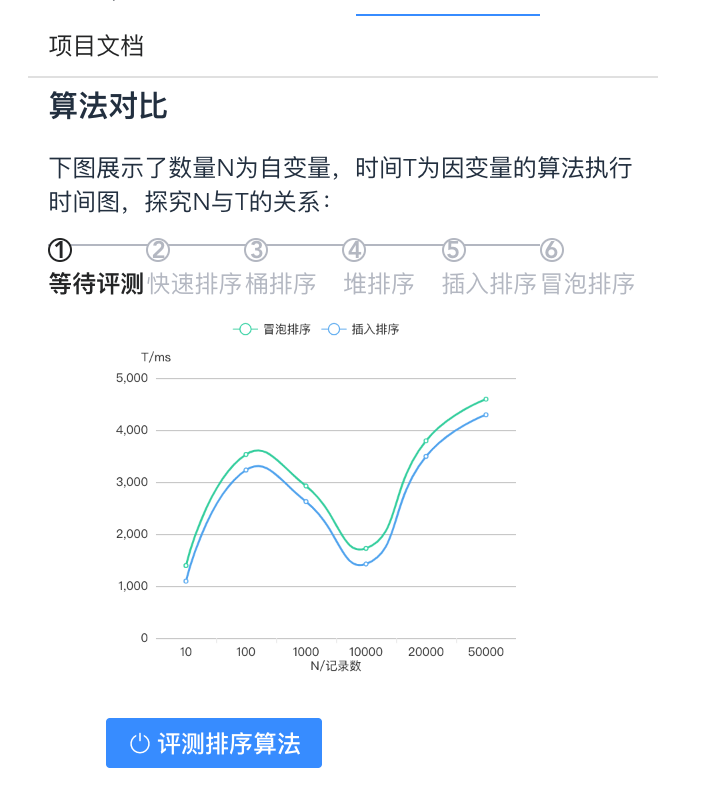 项目文档
算法对比
下图展示了数量N为自变量，时间T为因变量的算法执行
时间图，探究N与T的关系：
① ② ③ ④ ⑤ ⑥
等待评测 快速排序 桶排序 堆排序 插入排序 冒泡排序
冒泡排序 插入排序
T/ms
5,000
4,000
3,000
2,000
1,000
0
10 100 1000 10000 20000 50000
N/记录数
评测排序算法